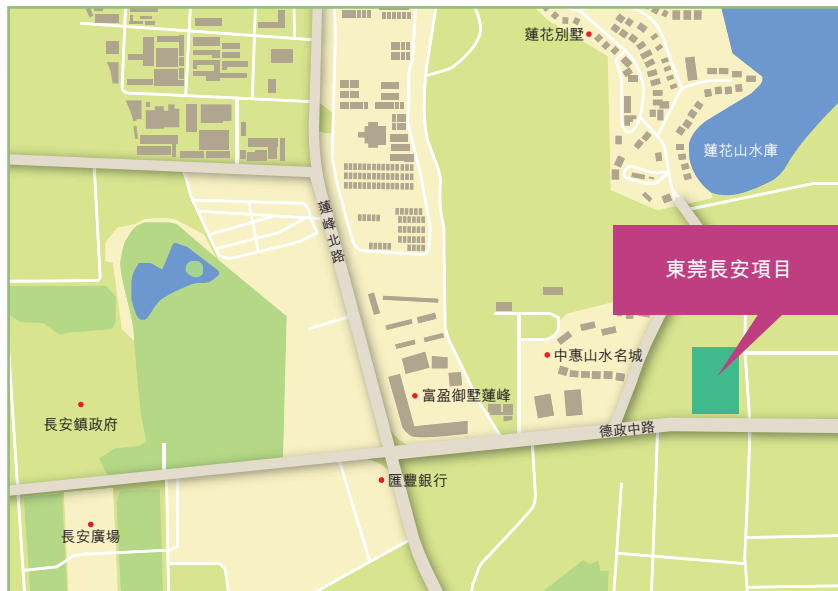 蓮花別墅
蓮花山水庫
蓮峰北路
東莞長安項目
中惠山水名城
富盈御墅蓮峰
長安鎮政府
德政中路
匯豐銀行
長安廣場